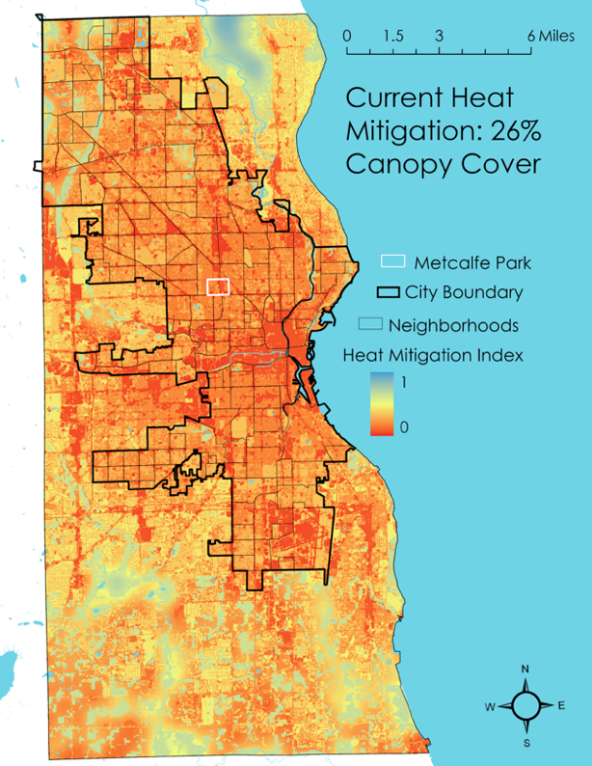 0 1.5 3 6 Miles
Current Heat
Mitigation: 26%
Canopy Cover
Metcalfe Park
City Boundary
Neighborhoods
Heat Mitigation Index
1
0
N
W E
S